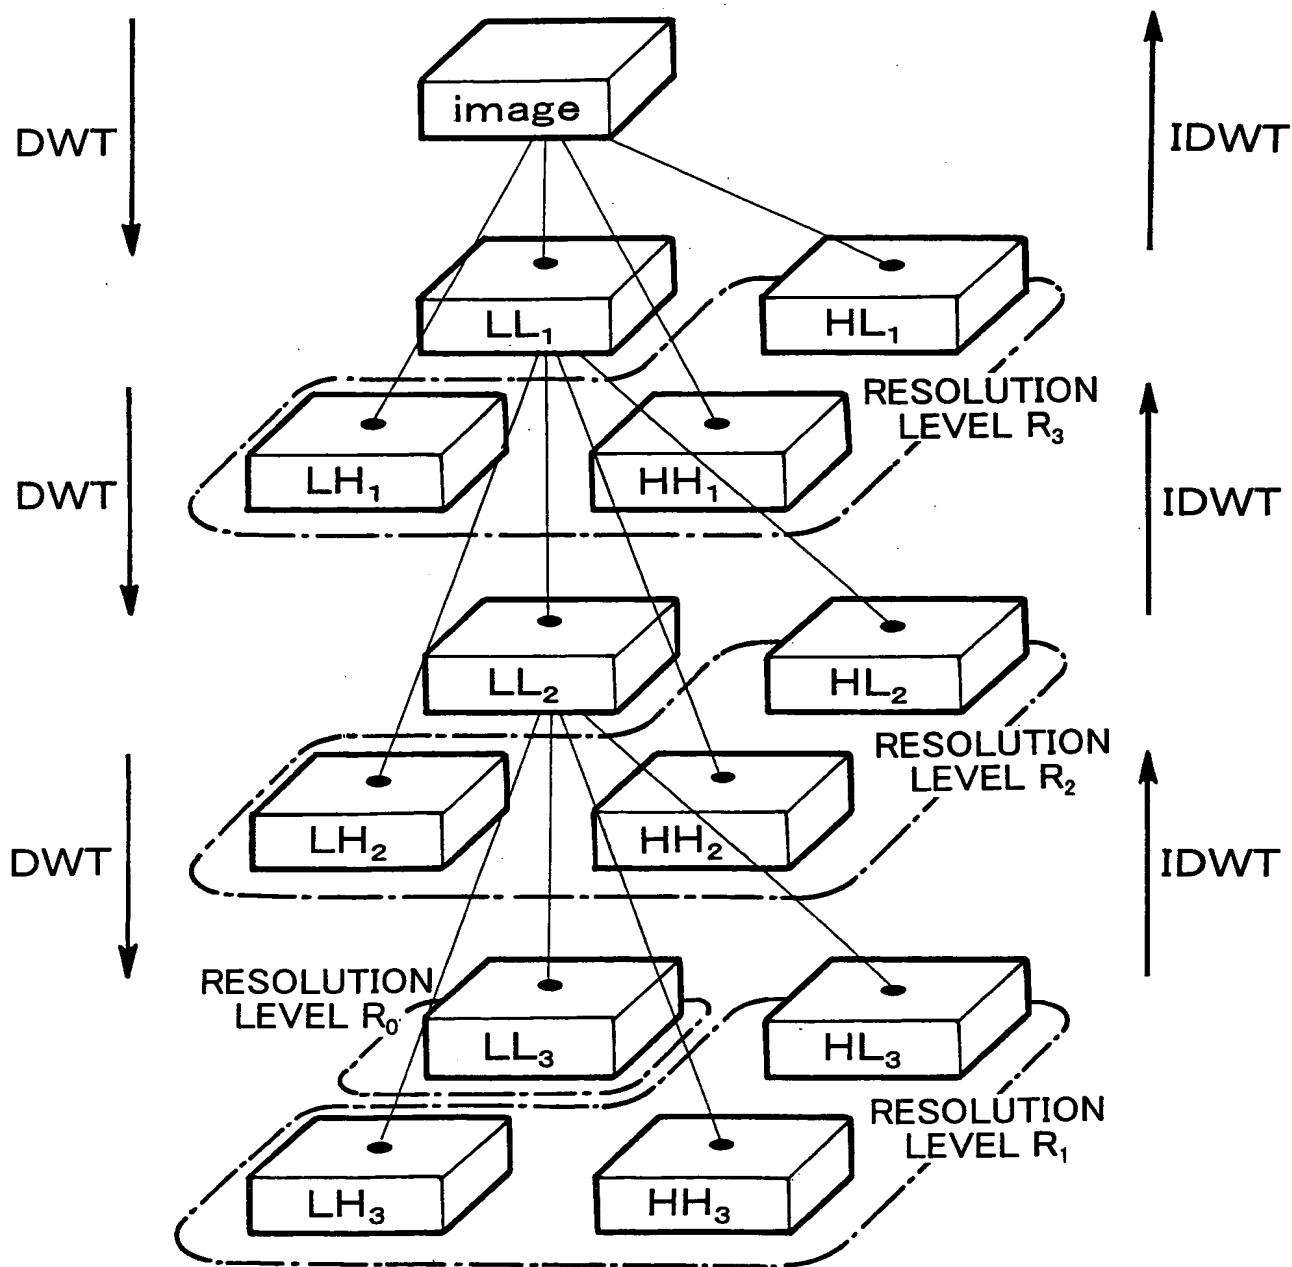 image
DWT
IDWT
LL₁
HL₁
RESOLUTION
LEVEL R₃
LH₁
HH₁
DWT
IDWT
LL₂
HL₂
RESOLUTION
LEVEL R₂
LH₂
HH₂
DWT
IDWT
RESOLUTION
LEVEL R₀
LL₃
HL₃
RESOLUTION
LEVEL R₁
LH₃
HH₃